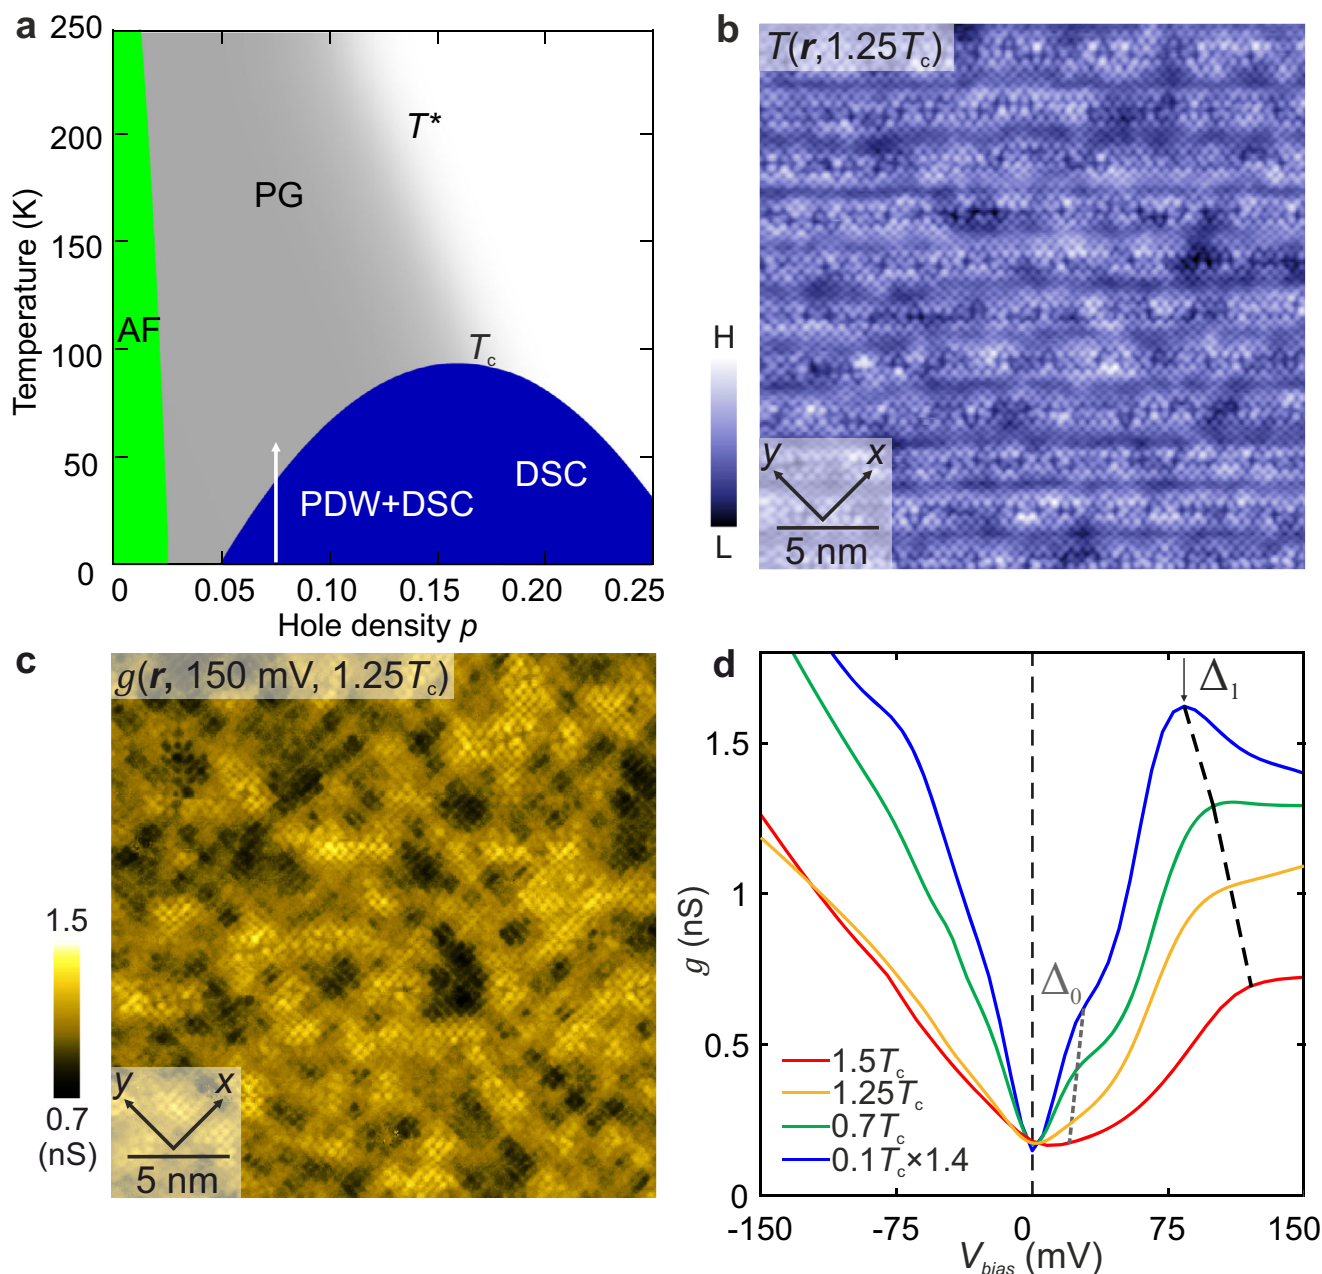 a
250
200
150
100
50
0
Temperature (K)
0
0.05
0.10
0.15
0.20
0.25
Hole density p
AF
PG
T*
Tc
PDW+DSC
DSC
b
T(r,1.25Tc)
H
L
y
x
5 nm
c
g(r, 150 mV, 1.25Tc)
1.5
0.7
(nS)
y
x
5 nm
d
Δ1
Δ0
1.5
1
0.5
0
g (nS)
1.5Tc
1.25Tc
0.7Tc
0.1Tc×1.4
-150
-75
0
75
150
Vbias (mV)